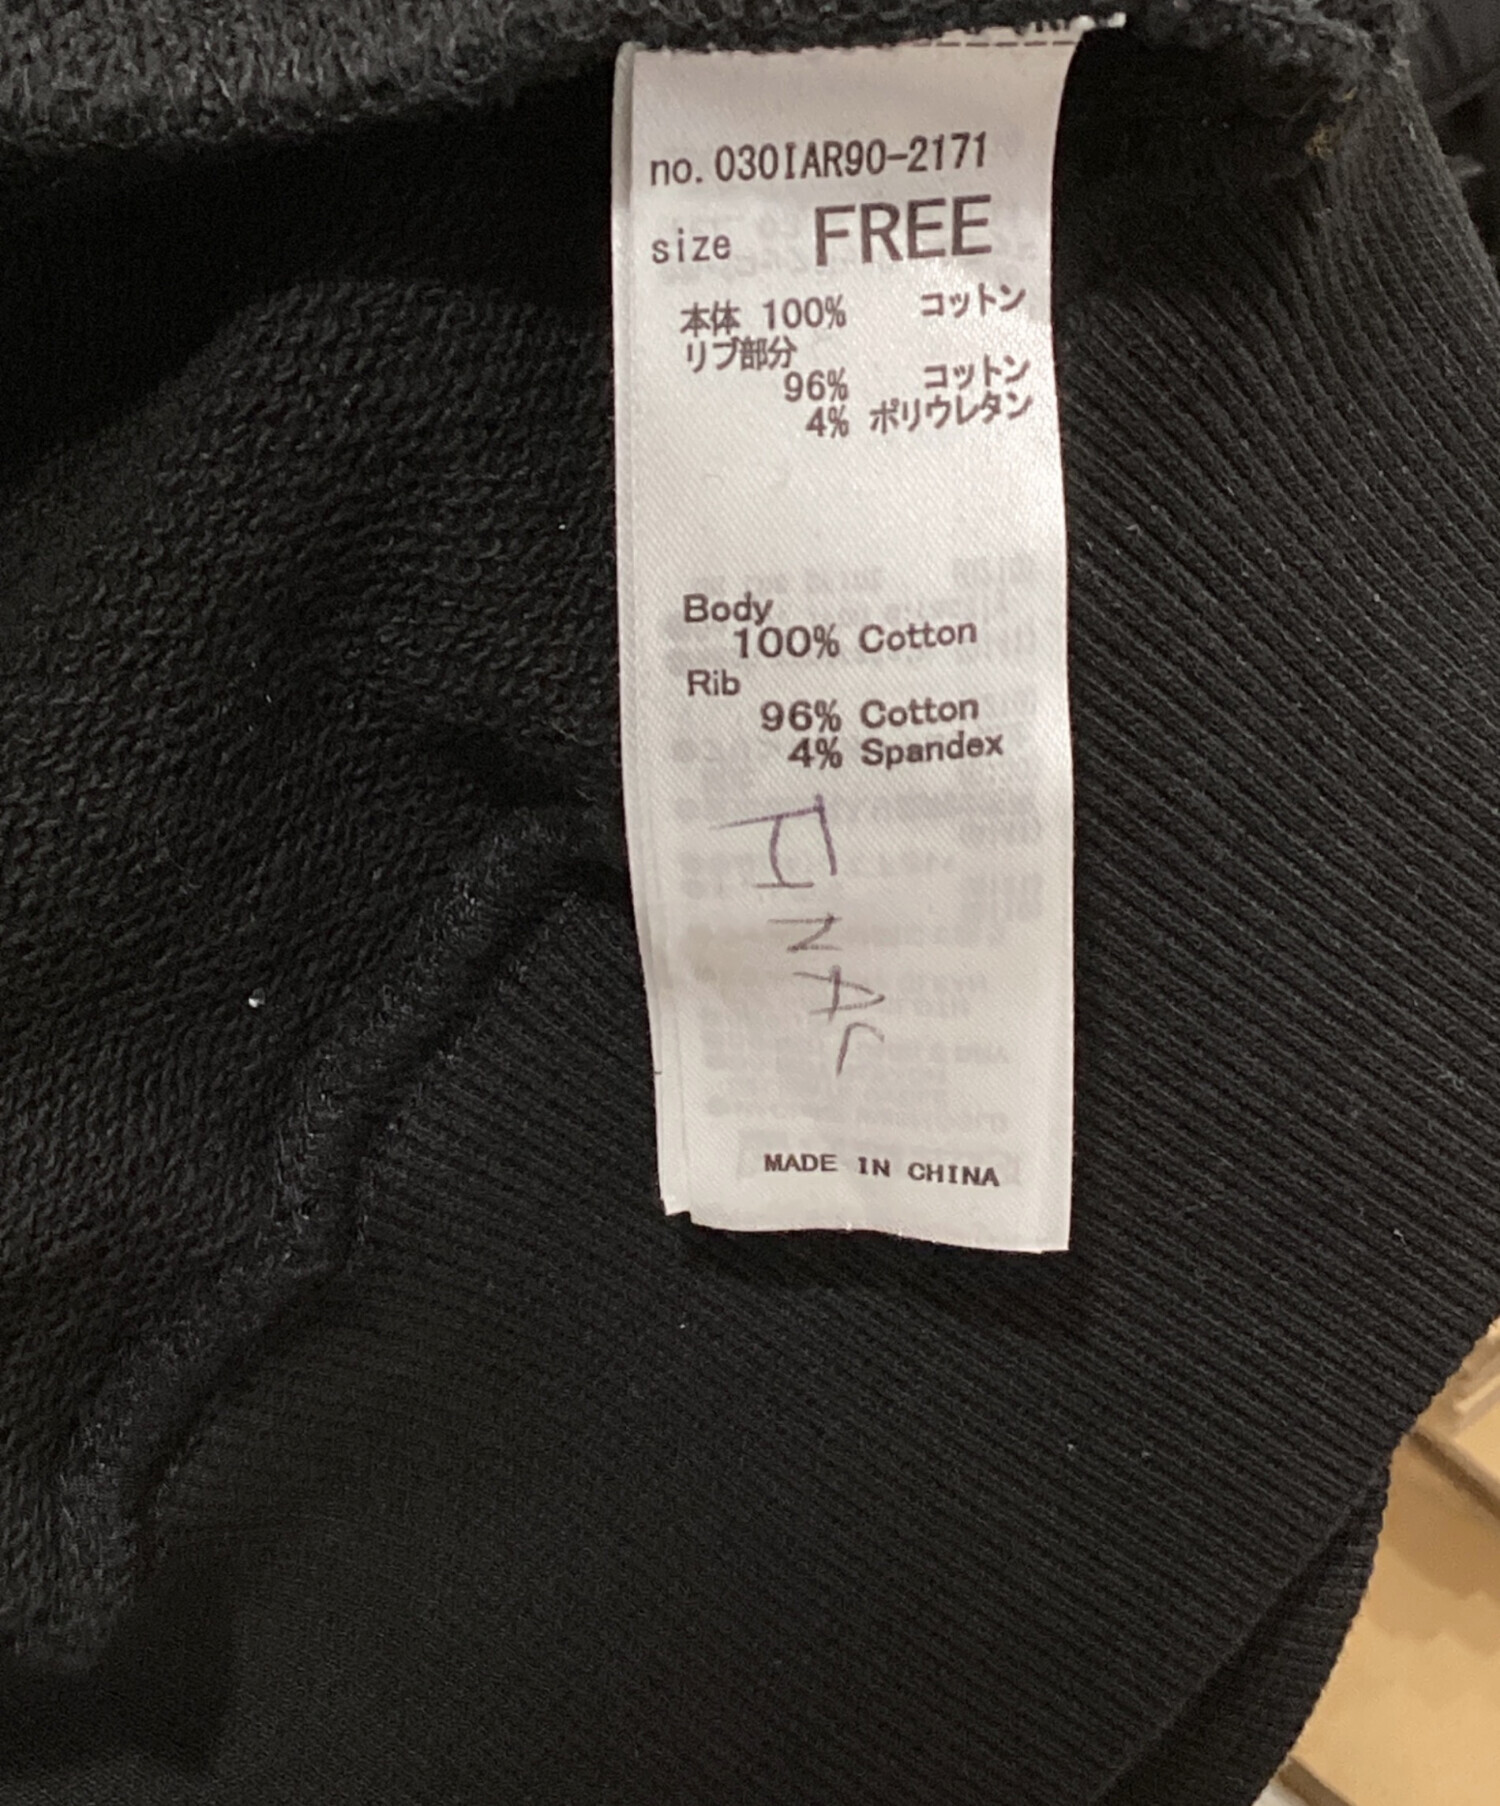 no. 030IAR90-2171
size FREE
本体 100% コットン
リブ部分
96% コットン
4% ポリウレタン
Body
100% Cotton
Rib
96% Cotton
4% Spandex
FINAL
MADE IN CHINA